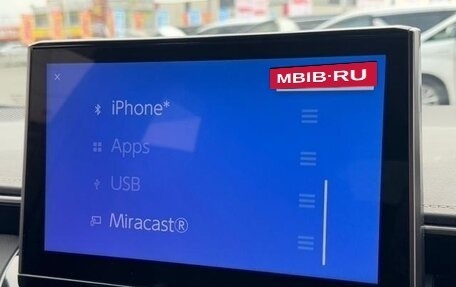 x
MBIB·RU
iPhone*
Apps
USB
Miracast®